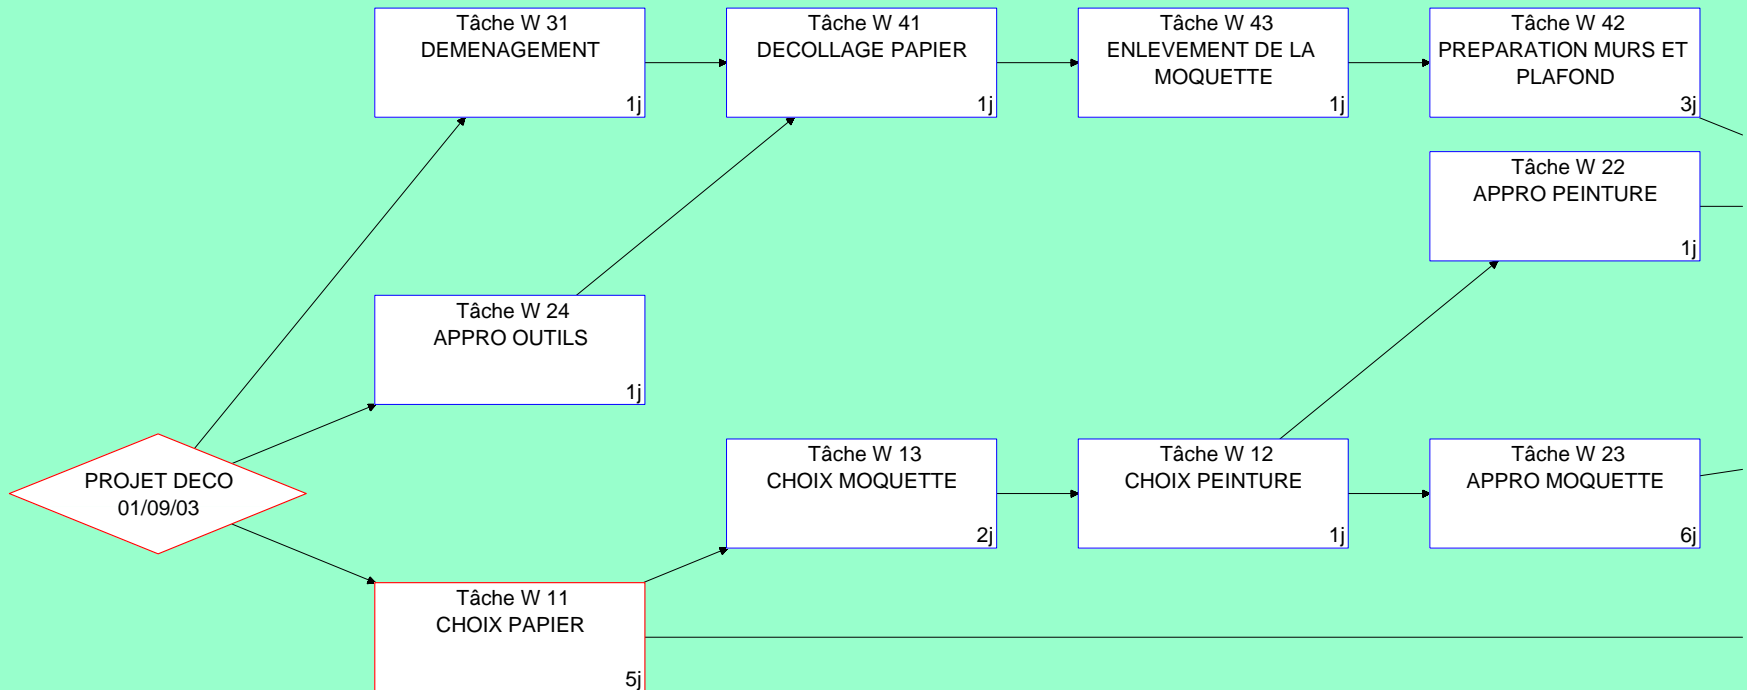 Tâche W 31
DEMENAGEMENT
1j
Tâche W 41
DECOLLAGE PAPIER
1j
Tâche W 43
ENLEVEMENT DE LA
MOQUETTE
1j
Tâche W 42
PREPARATION MURS ET
PLAFOND
3j
Tâche W 22
APPRO PEINTURE
1j
Tâche W 24
APPRO OUTILS
1j
PROJET DECO
01/09/03
Tâche W 13
CHOIX MOQUETTE
2j
Tâche W 12
CHOIX PEINTURE
1j
Tâche W 23
APPRO MOQUETTE
6j
Tâche W 11
CHOIX PAPIER
5j